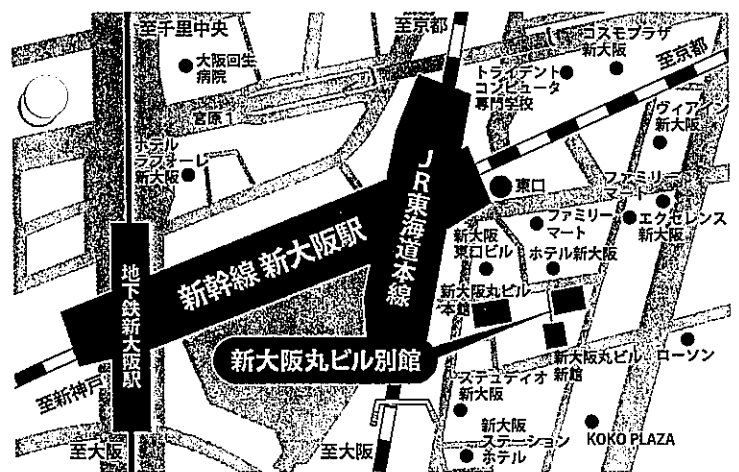 至千里中央
大阪回生
病院
至京都
コスモプラザ
新大阪
至京都
トライデント
コンピュータ
専門学校
宮原1
ヴィアイン
新大阪
ホテル
ラフォーレ
新大阪
JR東海道本線
東口
ファミリー
マート
ファミリー
マート
エクセレンス
新大阪
新幹線 新大阪駅
新大阪
東口ビル
ホテル新大阪
地下鉄新大阪駅
新大阪丸ビル
本館
新大阪丸ビル別館
新大阪丸ビル
新館
ローソン
至新神戸
ステュディオ
新大阪
新大阪
ステーション
ホテル
KOKO PLAZA
至大阪
至大阪